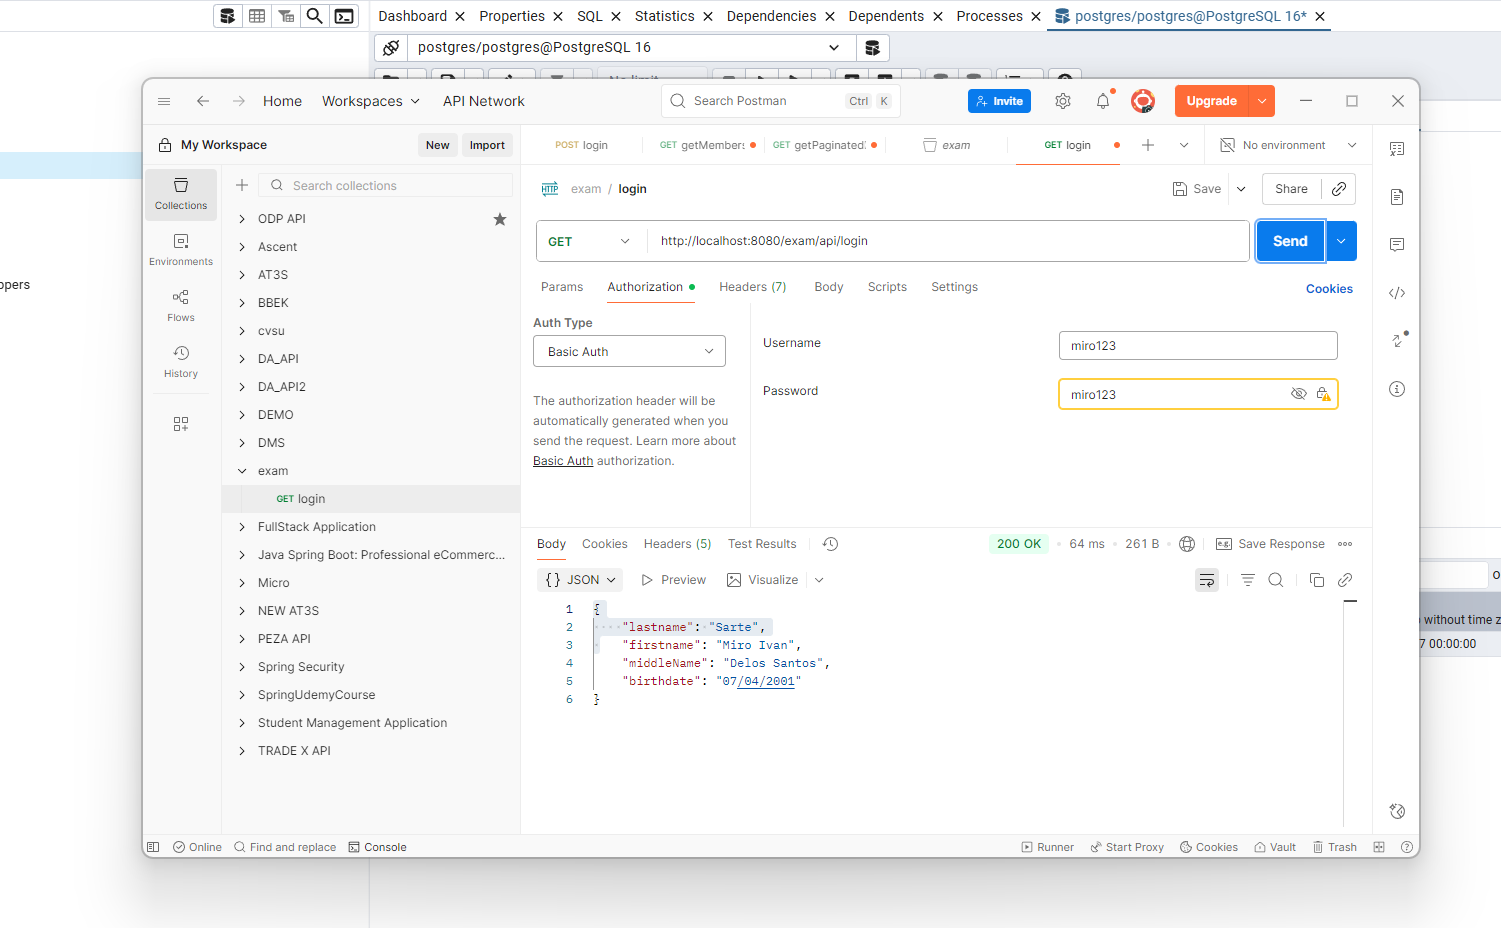 Dashboard Properties SQL Statistics Dependencies Dependents Processes postgres/postgres@PostgreSQL 16*
postgres/postgres@PostgreSQL 16
No limit
Home Workspaces API Network Search Postman Ctrl K Invite Upgrade
My Workspace New Import
POST login GET getMembers GET getPaginated GET login exam No environment
Collections
Environments
Flows
History
Search collections
ODP API
Ascent
AT3S
BBEK
cvsu
DA_API
DA_API2
DEMO
DMS
exam
GET login
FullStack Application
Java Spring Boot: Professional eCommerc...
Micro
NEW AT3S
PEZA API
Spring Security
SpringUdemyCourse
Student Management Application
TRADE X API
HTTP exam / login Save Share
GET http://localhost:8080/exam/api/login Send
Params Authorization Headers (7) Body Scripts Settings Cookies
Auth Type
Basic Auth
The authorization header will be
automatically generated when you
send the request. Learn more about
Basic Auth authorization.
Username miro123
Password miro123
Body Cookies Headers (5) Test Results 200 OK 64 ms 261 B e.g. Save Response
{} JSON Preview Visualize
1 {
2 "lastname": "Sarte",
3 "firstname": "Miro Ivan",
4 "middleName": "Delos Santos",
5 "birthdate": "07/04/2001"
6 }
Online Find and replace Console Runner Start Proxy Cookies Vault Trash
ppers
without time z
7 00:00:00